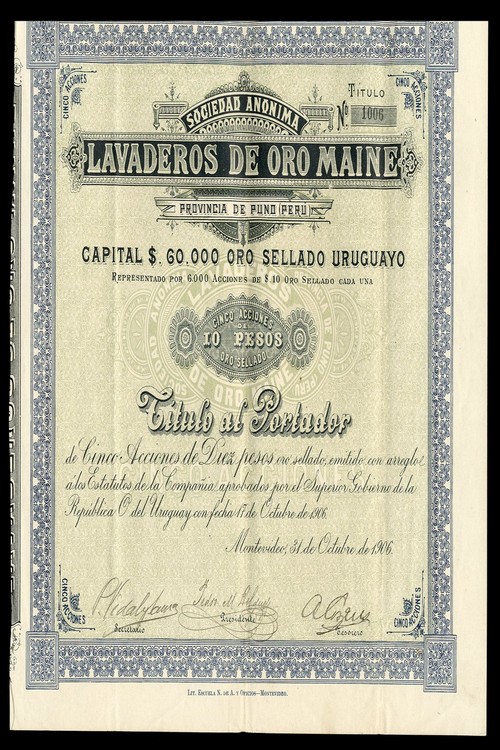 CINCO ACCIONES
CINCO ACCIONES
TITULO
Nº 1006
SOCIEDAD ANONIMA
LAVADEROS DE ORO MAINE
PROVINCIA DE PUNO (PERU)
CAPITAL $. 60.000 ORO SELLADO URUGUAYO
REPRESENTADO POR 6.000 ACCIONES DE $.10 ORO SELLADO CADA UNA
CINCO ACCIONES
DE
10 PESOS
ORO SELLADO
DE ORO
Título al Portador
de Cinco Acciones de Diez pesos oro sellado, emitido con arreglo
a los Estatutos de la Compañia, aprobados por el Superior Gobierno de la
Republica O. del Uruguay con fecha 17 de Octubre de 1906.
Montevideo, 31 de Octubre de 1906.
CINCO ACCIONES
CINCO ACCIONES
Secretario
Presidente
Tesorero
LIT. ESCUELA N. DE A. Y OFICIOS—MONTEVIDEO.